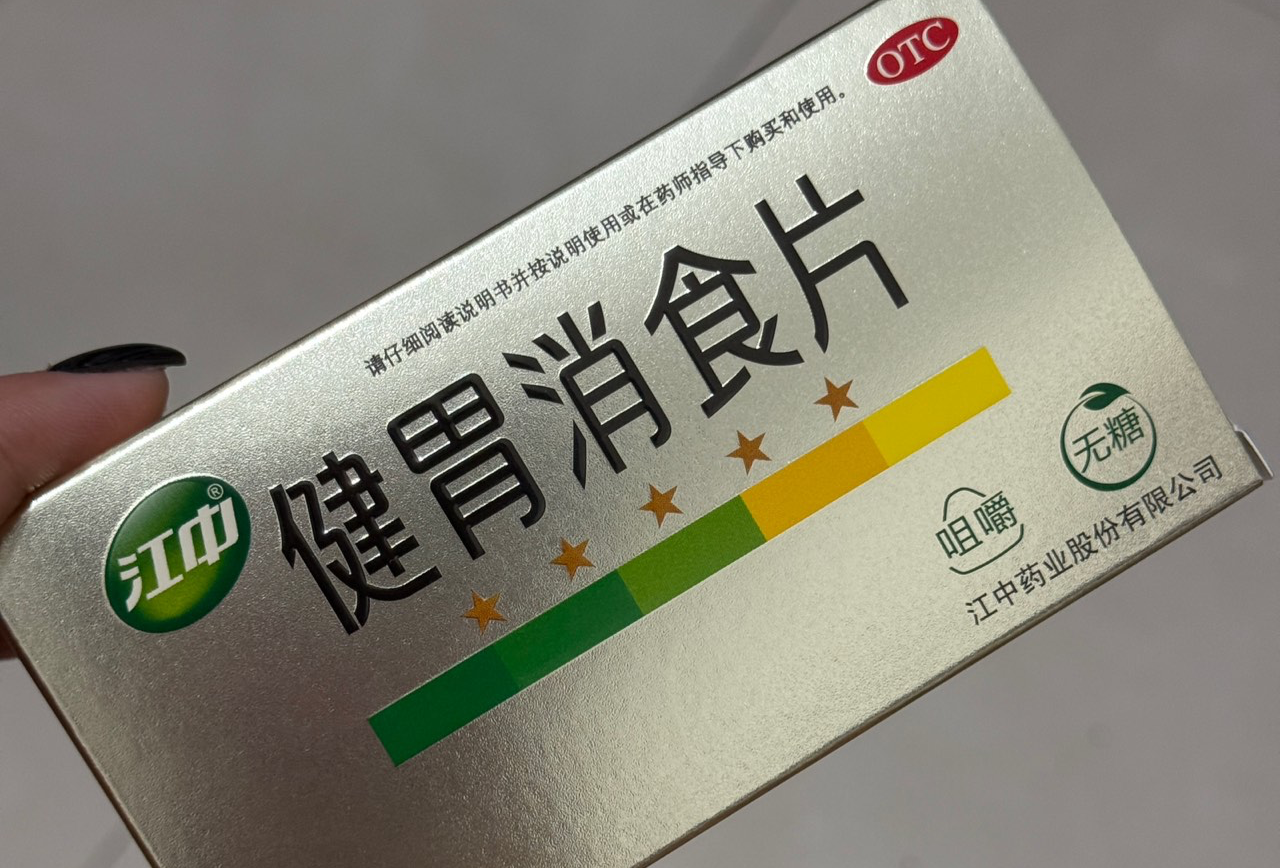 OTC
请仔细阅读说明书并按说明使用或在药师指导下购买和使用。
江中®
健胃消食片
无糖
咀嚼
江中药业股份有限公司